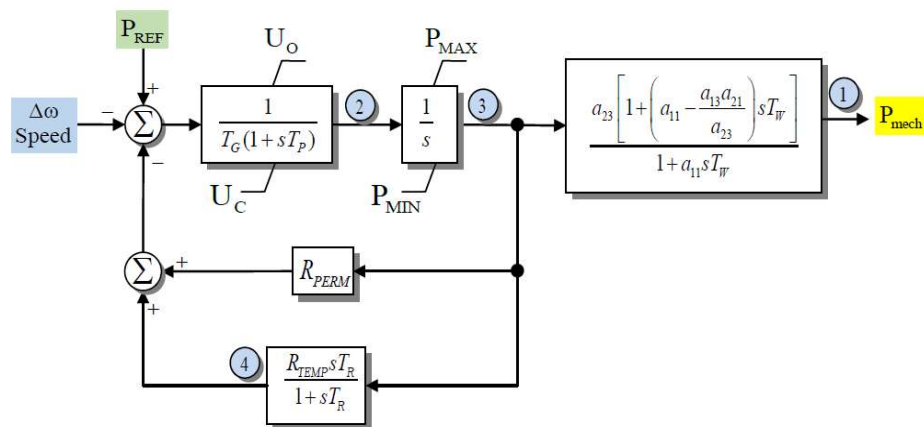 P_REF
Δω
Speed
+
−
−
Σ
U_O
1
T_G(1+sT_P)
U_C
2
P_MAX
1
s
P_MIN
3
a_23[1+(a_11−a_13a_21/a_23)sT_W]
1+a_11sT_W
1
P_mech
Σ
+
+
R_PERM
4
R_TEMP sT_R
1+sT_R